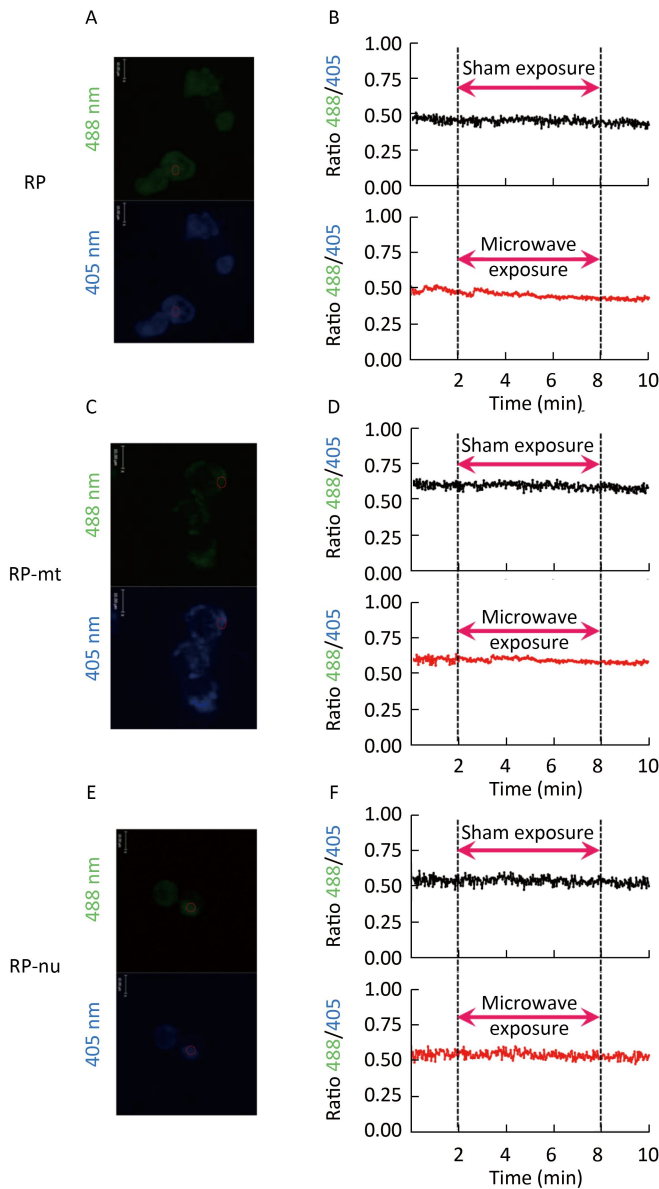 A
B
RP
488 nm
405 nm
Ratio 488/405
1.00
0.75
0.50
0.25
0.00
Sham exposure
Ratio 488/405
1.00
0.75
0.50
0.25
0.00
Microwave
exposure
2 4 6 8 10
Time (min)
C
D
RP-mt
488 nm
405 nm
Ratio 488/405
1.00
0.75
0.50
0.25
0.00
Sham exposure
Ratio 488/405
1.00
0.75
0.50
0.25
0.00
Microwave
exposure
2 4 6 8 10
Time (min)
E
F
RP-nu
488 nm
405 nm
Ratio 488/405
1.00
0.75
0.50
0.25
0.00
Sham exposure
Ratio 488/405
1.00
0.75
0.50
0.25
0.00
Microwave
exposure
2 4 6 8 10
Time (min)